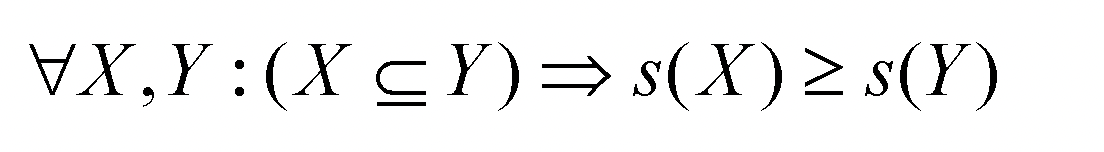 ∀X,Y:(X ⊆ Y)⇒s(X)≥s(Y)